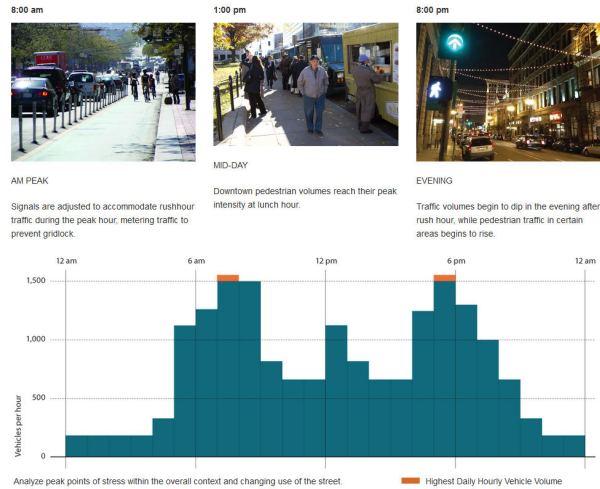 8:00 am
1:00 pm
8:00 pm
AM PEAK
Signals are adjusted to accommodate rushhour
traffic during the peak hour, metering traffic to
prevent gridlock.
MID-DAY
Downtown pedestrian volumes reach their peak
intensity at lunch hour.
EVENING
Traffic volumes begin to dip in the evening after
rush hour, while pedestrian traffic in certain
areas begins to rise.
12 am
6 am
12 pm
6 pm
12 am
1,500
1,000
500
0
Vehicles per hour
Analyze peak points of stress within the overall context and changing use of the street.
Highest Daily Hourly Vehicle Volume